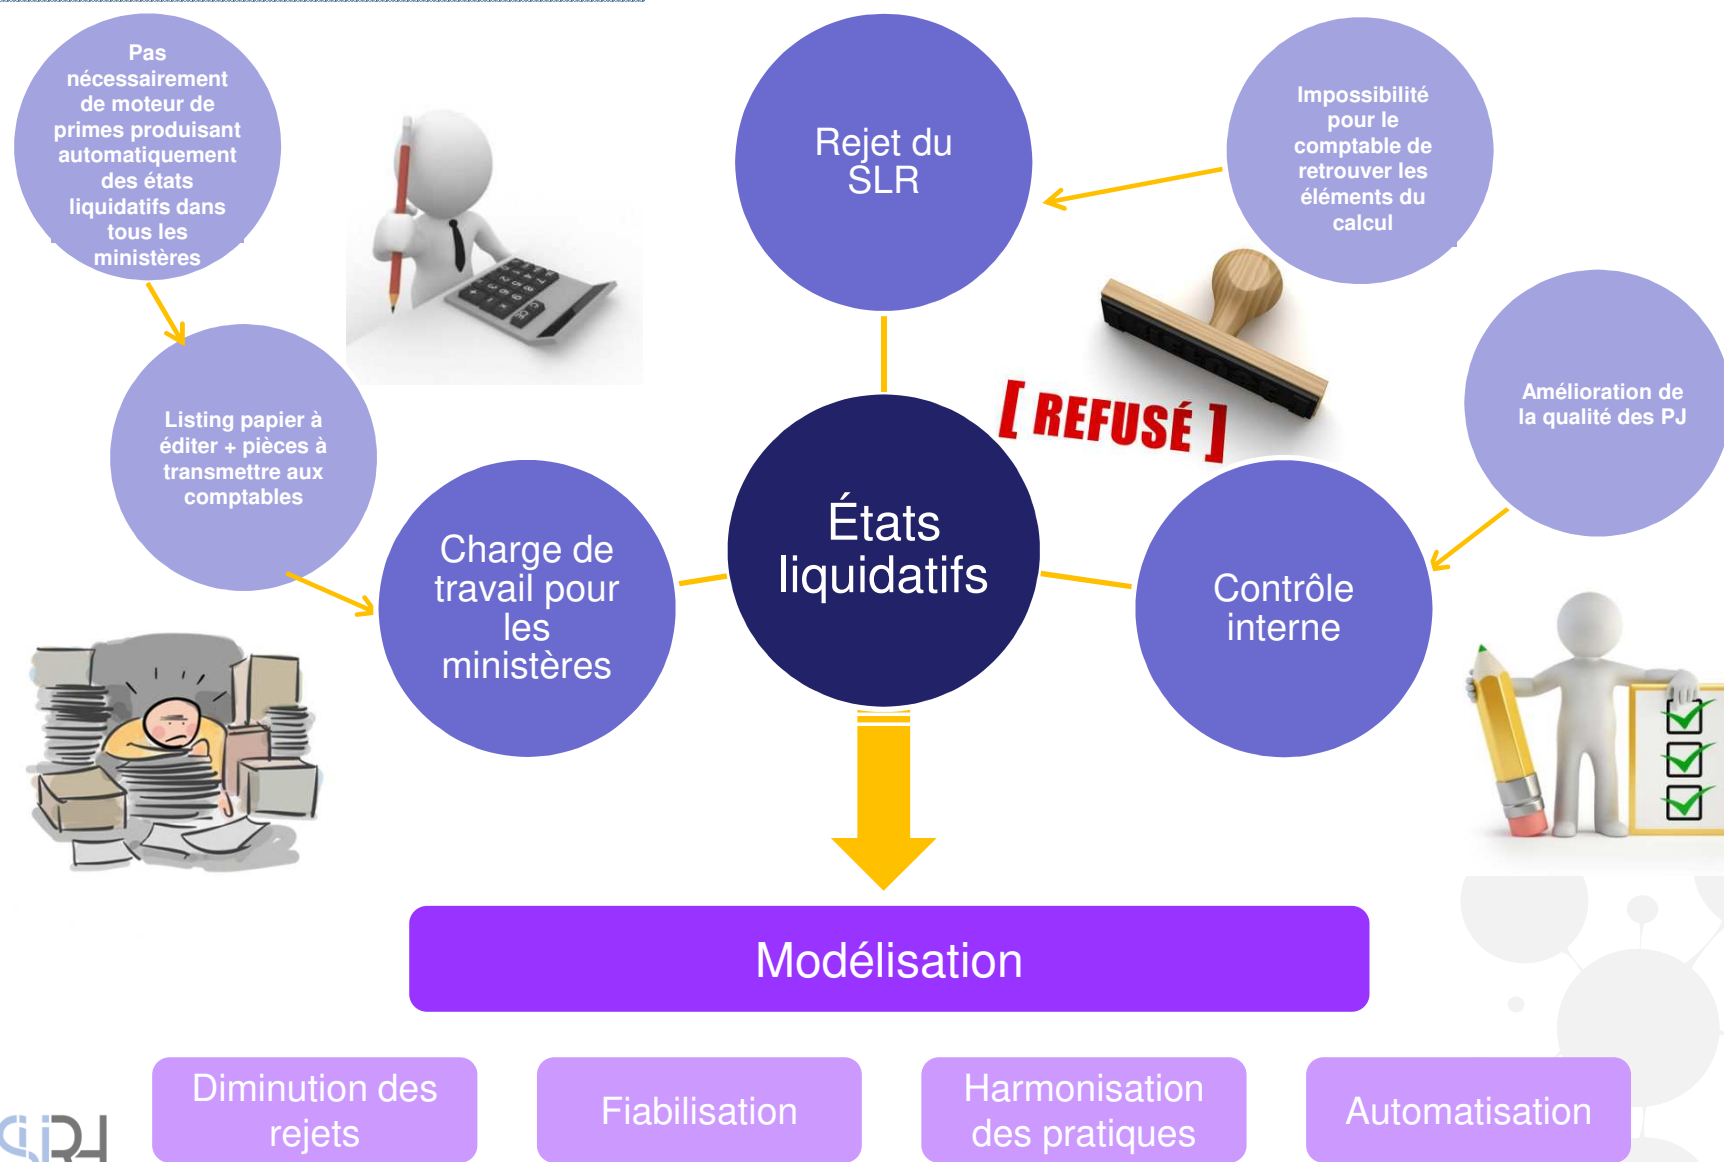 Pas
nécessairement
de moteur de
primes produisant
automatiquement
des états
liquidatifs dans
tous les
ministères
Rejet du
SLR
Impossibilité
pour le
comptable de
retrouver les
éléments du
calcul
Listing papier à
éditer + pièces à
transmettre aux
comptables
[ REFUSÉ ]
Amélioration de
la qualité des PJ
Charge de
travail pour
les
ministères
États
liquidatifs
Contrôle
interne
Modélisation
Diminution des
rejets
Fiabilisation
Harmonisation
des pratiques
Automatisation